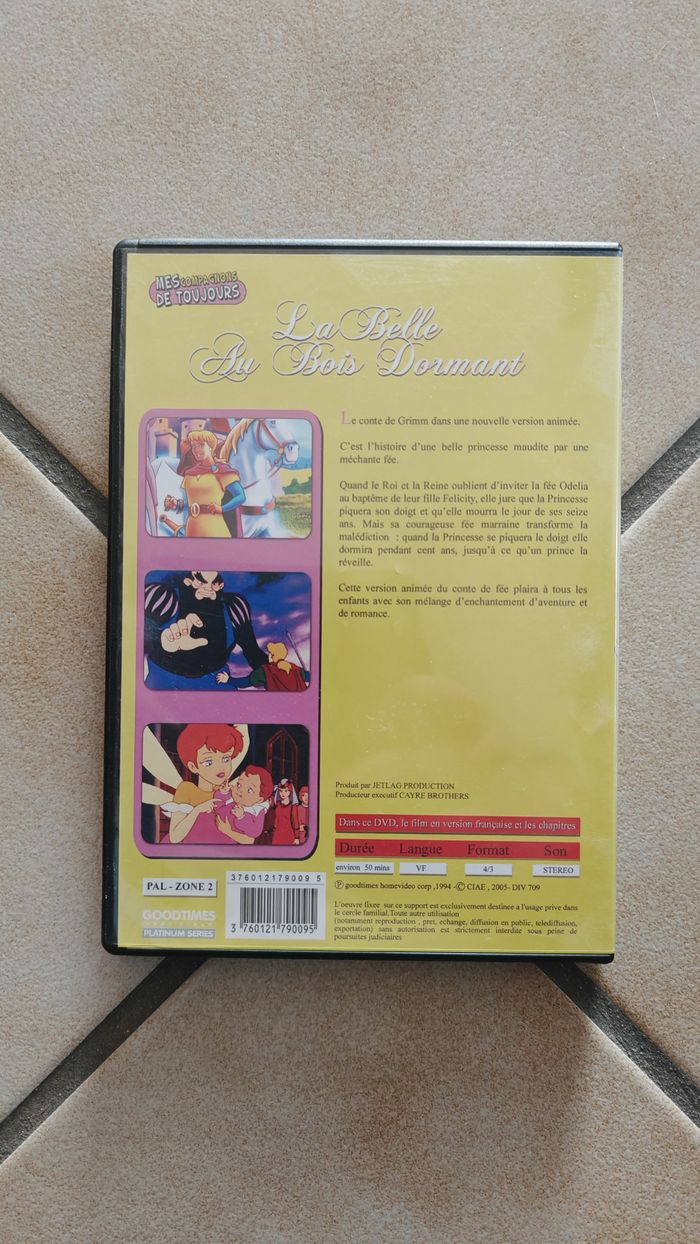 MES COMPAGNONS
DE TOUJOURS
La Belle
Au Bois Dormant
Le conte de Grimm dans une nouvelle version animée.
C'est l'histoire d'une belle princesse maudite par une
méchante fée.
Quand le Roi et la Reine oublient d'inviter la fée Odelia
au baptême de leur fille Felicity, elle jure que la Princesse
piquera son doigt et qu'elle mourra le jour de ses seize
ans. Mais sa courageuse fée marraine transforme la
malédiction : quand la Princesse se piquera le doigt elle
dormira pendant cent ans, jusqu'à ce qu'un prince la
réveille.
Cette version animée du conte de fée plaira à tous les
enfants avec son mélange d'enchantement d'aventure et
de romance.
Produit par JETLAG PRODUCTION
Producteur executif CAYRE BROTHERS
Dans ce DVD, le film en version française et les chapitres
Durée Langue Format Son
environ 50 mins VF 4/3 STEREO
Ⓟ goodtimes homevideo corp ,1994 -© CIAE , 2005- DIV 709
L'oeuvre fixee sur ce support est exclusivement destinee a l'usage prive dans
le cercle familial.Toute autre utilisation
(notamment reproduction , pret, echange, diffusion en public, telediffusion,
exportation) sans autorisation est strictement interdite sous peine de
poursuites judiciaires
PAL - ZONE 2
GOODTIMES
PLATINUM SERIES
376012179009 5
3 760121 790095